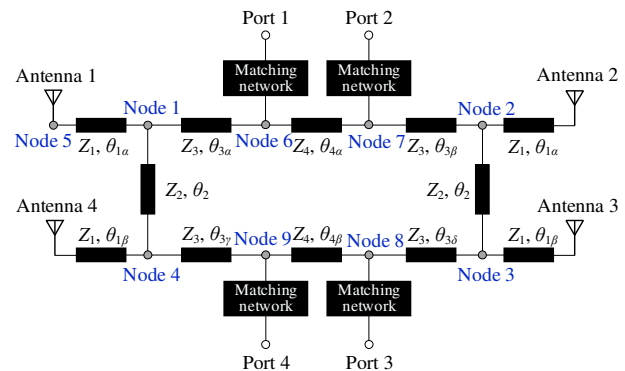 Port 1 Port 2
Antenna 1 Matching network Matching network Antenna 2
Node 1 Node 2
Node 5 Node 6 Node 7
Z₁, θ₁α Z₃, θ₃α Z₄, θ₄α Z₃, θ₃β Z₁, θ₁α
Z₂, θ₂ Z₂, θ₂
Antenna 4 Antenna 3
Z₁, θ₁β Z₃, θ₃γ Node 9 Z₄, θ₄β Node 8 Z₃, θ₃δ Z₁, θ₁β
Node 4 Node 3
Matching network Matching network
Port 4 Port 3